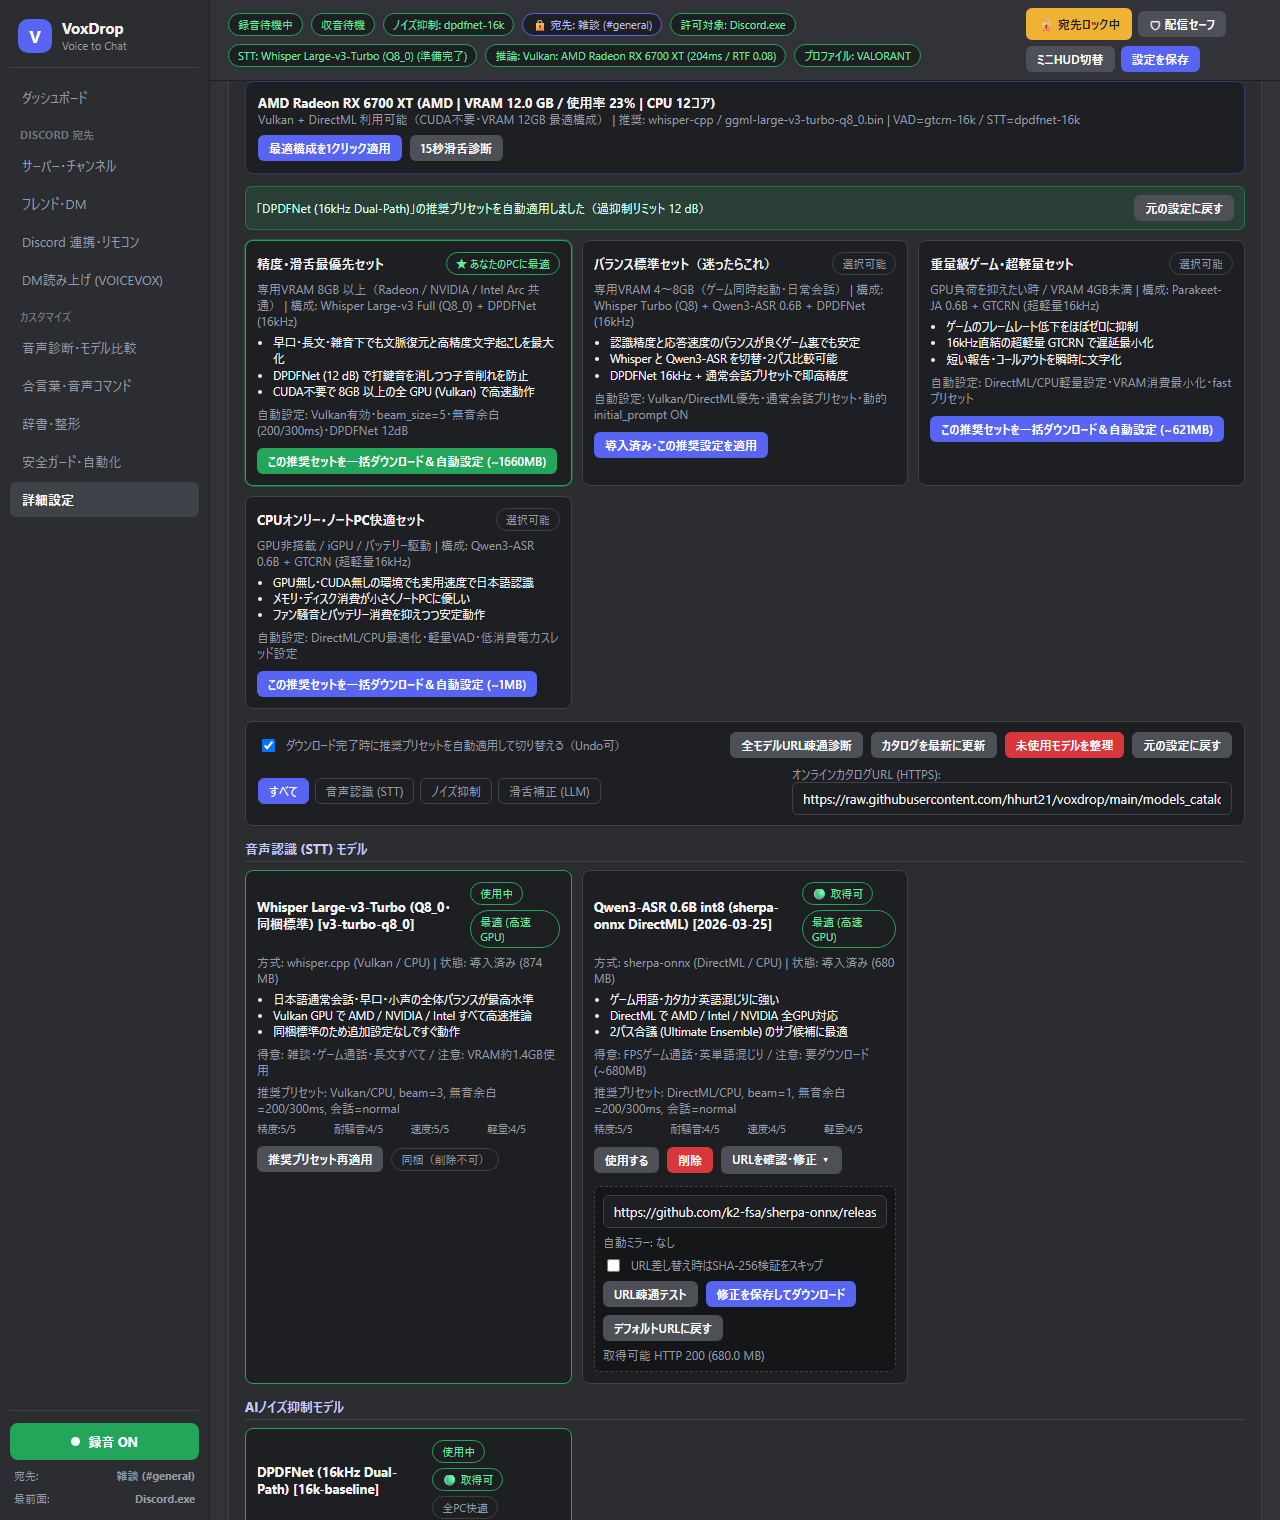 V
VoxDrop
Voice to Chat
ダッシュボード
DISCORD 宛先
サーバー・チャンネル
フレンド・DM
Discord 連携・リモコン
DM読み上げ (VOICEVOX)
カスタマイズ
音声診断・モデル比較
合言葉・音声コマンド
辞書・整形
安全ガード・自動化
詳細設定
● 録音 ON
宛先: 雑談 (#general)
最前面: Discord.exe
録音待機中
収音待機
ノイズ抑制: dpdfnet-16k
🔒 宛先: 雑談 (#general)
許可対象: Discord.exe
STT: Whisper Large-v3-Turbo (Q8_0) (準備完了)
推論: Vulkan: AMD Radeon RX 6700 XT (204ms / RTF 0.08)
プロファイル: VALORANT
🔒 宛先ロック中
🛡 配信セーフ
ミニHUD切替
設定を保存
AMD Radeon RX 6700 XT (AMD | VRAM 12.0 GB / 使用率 23% | CPU 12コア)
Vulkan + DirectML 利用可能（CUDA不要・VRAM 12GB 最適構成） | 推奨: whisper-cpp / ggml-large-v3-turbo-q8_0.bin | VAD=gtcrn-16k / STT=dpdfnet-16k
最適構成を1クリック適用
15秒滑舌診断
「DPDFNet (16kHz Dual-Path)」の推奨プリセットを自動適用しました（過抑制リミット 12 dB）
元の設定に戻す
精度・滑舌最優先セット
★ あなたのPCに最適
専用VRAM 8GB 以上（Radeon / NVIDIA / Intel Arc 共
通） | 構成: Whisper Large-v3 Full (Q8_0) + DPDFNet
(16kHz)
• 早口・長文・雑音下でも文脈復元と高精度文字起こしを最大
化
• DPDFNet (12 dB) で打鍵音を消しつつ子音削れを防止
• CUDA不要で 8GB 以上の全 GPU (Vulkan) で高速動作
自動設定: Vulkan有効・beam_size=5・無音余白
(200/300ms)・DPDFNet 12dB
この推奨セットを一括ダウンロード＆自動設定 (~1660MB)
バランス標準セット（迷ったらこれ）
選択可能
専用VRAM 4～8GB（ゲーム同時起動・日常会話） | 構成:
Whisper Turbo (Q8) + Qwen3-ASR 0.6B + DPDFNet
(16kHz)
• 認識精度と応答速度のバランスが良くゲーム裏でも安定
• Whisper と Qwen3-ASR を切替・2パス比較可能
• DPDFNet 16kHz + 通常会話プリセットで即高精度
自動設定: Vulkan/DirectML優先・通常会話プリセット・動的
initial_prompt ON
導入済み・この推奨設定を適用
重量級ゲーム・超軽量セット
選択可能
GPU負荷を抑えたい時 / VRAM 4GB未満 | 構成: Parakeet-
JA 0.6B + GTCRN (超軽量16kHz)
• ゲームのフレームレート低下をほぼゼロに抑制
• 16kHz直結の超軽量 GTCRN で遅延最小化
• 短い報告・コールアウトを瞬時に文字化
自動設定: DirectML/CPU軽量設定・VRAM消費最小化・fast
プリセット
この推奨セットを一括ダウンロード＆自動設定 (~621MB)
CPUオンリー・ノートPC快適セット
選択可能
GPU非搭載 / iGPU / バッテリー駆動 | 構成: Qwen3-ASR
0.6B + GTCRN (超軽量16kHz)
• GPU無し・CUDA無しの環境でも実用速度で日本語認識
• メモリ・ディスク消費が小さくノートPCに優しい
• ファン騒音とバッテリー消費を抑えつつ安定動作
自動設定: DirectML/CPU最適化・軽量VAD・低消費電力スレ
ッド設定
この推奨セットを一括ダウンロード＆自動設定 (~1MB)
ダウンロード完了時に推奨プリセットを自動適用して切り替える（Undo可）
全モデルURL疎通診断
カタログを最新に更新
未使用モデルを整理
元の設定に戻す
すべて
音声認識 (STT)
ノイズ抑制
滑舌補正 (LLM)
オンラインカタログURL (HTTPS):
https://raw.githubusercontent.com/hhurt21/voxdrop/main/models_catalc
音声認識 (STT) モデル
Whisper Large-v3-Turbo (Q8_0・
同梱標準) [v3-turbo-q8_0]
使用中
最適 (高速
GPU)
方式: whisper.cpp (Vulkan / CPU) | 状態: 導入済み (874
MB)
• 日本語通常会話・早口・小声の全体バランスが最高水準
• Vulkan GPU で AMD / NVIDIA / Intel すべて高速推論
• 同梱標準のため追加設定なしですぐ動作
得意: 雑談・ゲーム通話・長文すべて / 注意: VRAM約1.4GB使
用
推奨プリセット: Vulkan/CPU, beam=3, 無音余白
=200/300ms, 会話=normal
精度:5/5 耐騒音:4/5 速度:5/5 軽量:4/5
推奨プリセット再適用
同梱（削除不可）
Qwen3-ASR 0.6B int8 (sherpa-
onnx DirectML) [2026-03-25]
取得可
最適 (高速
GPU)
方式: sherpa-onnx (DirectML / CPU) | 状態: 導入済み (680
MB)
• ゲーム用語・カタカナ英語混じりに強い
• DirectML で AMD / Intel / NVIDIA 全GPU対応
• 2パス合議 (Ultimate Ensemble) のサブ候補に最適
得意: FPSゲーム通話・英単語混じり / 注意: 要ダウンロード
(~680MB)
推奨プリセット: DirectML/CPU, beam=1, 無音余白
=200/300ms, 会話=normal
精度:5/5 耐騒音:4/5 速度:4/5 軽量:4/5
使用する
削除
URLを確認・修正 ▾
https://github.com/k2-fsa/sherpa-onnx/releas
自動ミラー: なし
URL差し替え時はSHA-256検証をスキップ
URL疎通テスト
修正を保存してダウンロード
デフォルトURLに戻す
取得可能 HTTP 200 (680.0 MB)
AIノイズ抑制モデル
DPDFNet (16kHz Dual-
Path) [16k-baseline]
使用中
取得可
全PC快適